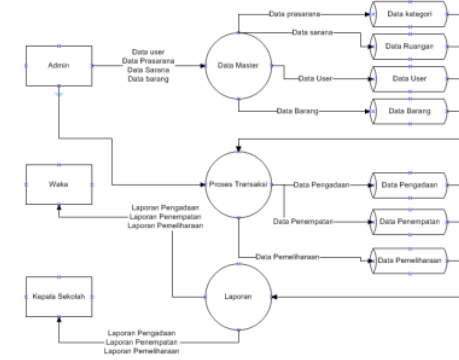 Data prasarana
Data kategori
Data sarana
Data Ruangan
Admin
Data user
Data Prasarana
Data Sarana
Data barang
Data Master
Data User
Data User
Data Barang
Data Barang
Waka
Proses Transaksi
Data Pengadaan
Data Pengadaan
Laporan Pengadaan
Laporan Penempatan
Laporan Pemeliharaan
Data Penempatan
Data Penempatan
Data Pemeliharaan
Data Pemeliharaan
Kepala Sekolah
Laporan
Laporan Pengadaan
Laporan Penempatan
Laporan Pemeliharaan